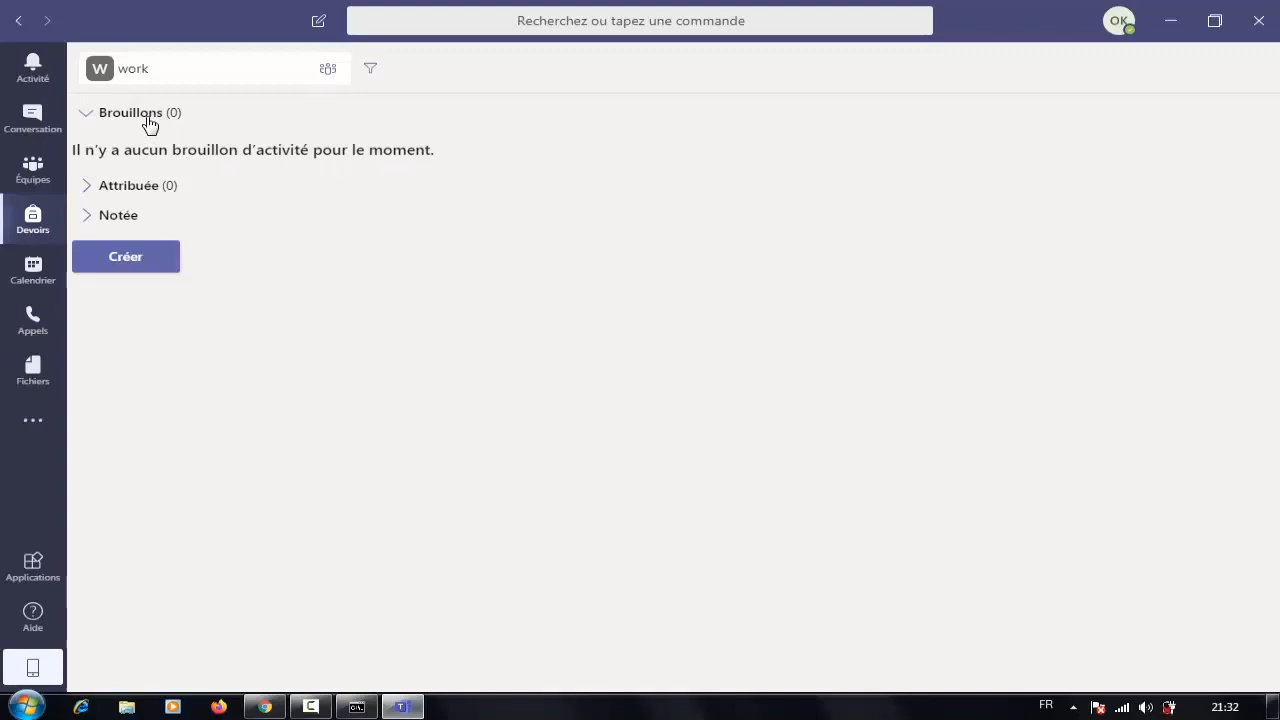 Recherchez ou tapez une commande
OK
Activité
Conversation
Équipes
Devoirs
Calendrier
Appels
Fichiers
Applications
Aide
W work
Brouillons (0)
Il n'y a aucun brouillon d'activité pour le moment.
Attribuée (0)
Notée
Créer
FR
21:32